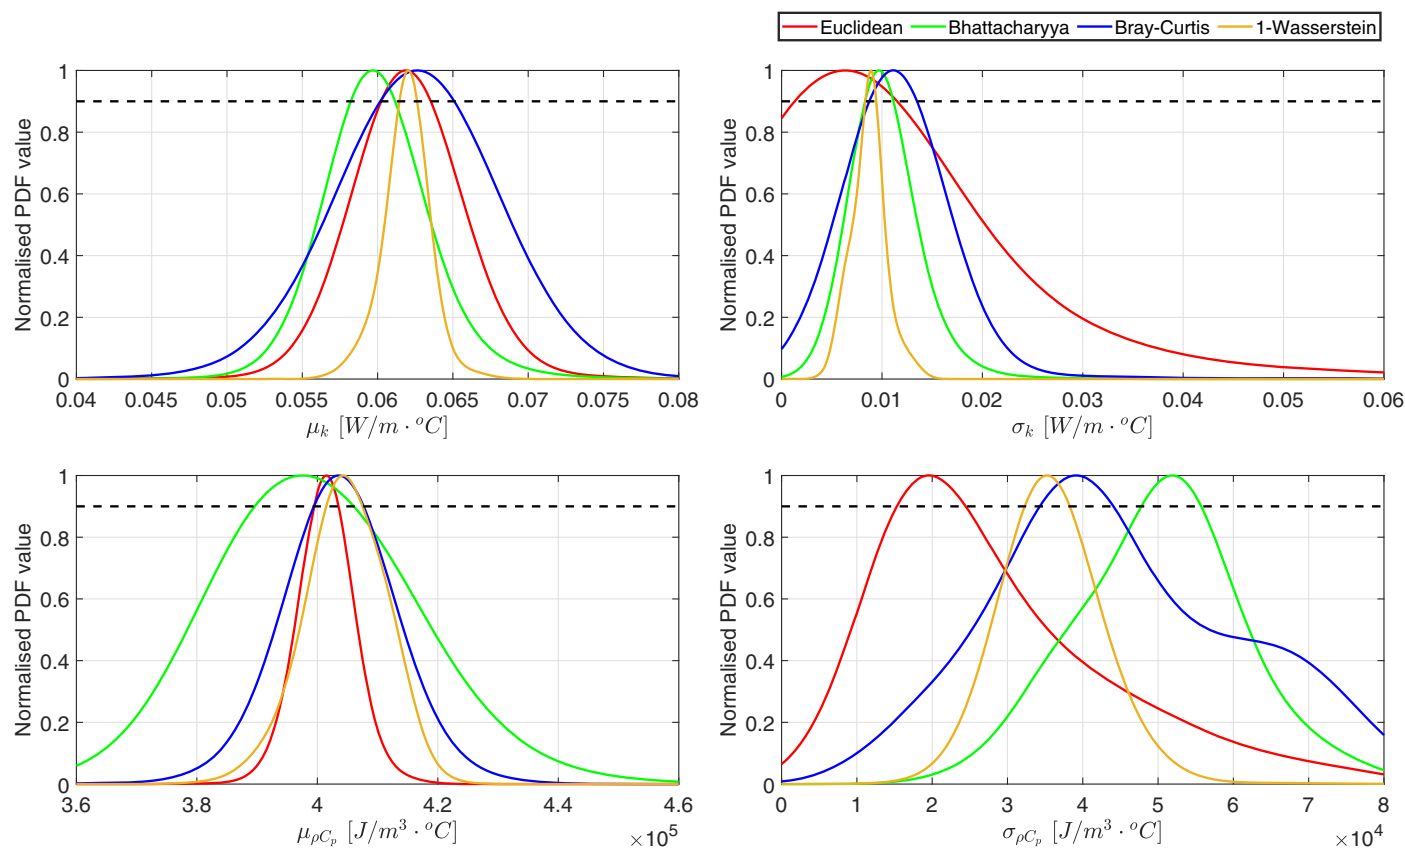 Euclidean Bhattacharyya Bray-Curtis 1-Wasserstein
Normalised PDF value
1
0.8
0.6
0.4
0.2
0
0.04 0.045 0.05 0.055 0.06 0.065 0.07 0.075 0.08
μ_k [W/m · °C]
Normalised PDF value
1
0.8
0.6
0.4
0.2
0
0 0.01 0.02 0.03 0.04 0.05 0.06
σ_k [W/m · °C]
Normalised PDF value
1
0.8
0.6
0.4
0.2
0
3.6 3.8 4 4.2 4.4 4.6
μ_{ρC_p} [J/m³ · °C]
×10⁵
Normalised PDF value
1
0.8
0.6
0.4
0.2
0
0 1 2 3 4 5 6 7 8
σ_{ρC_p} [J/m³ · °C]
×10⁴